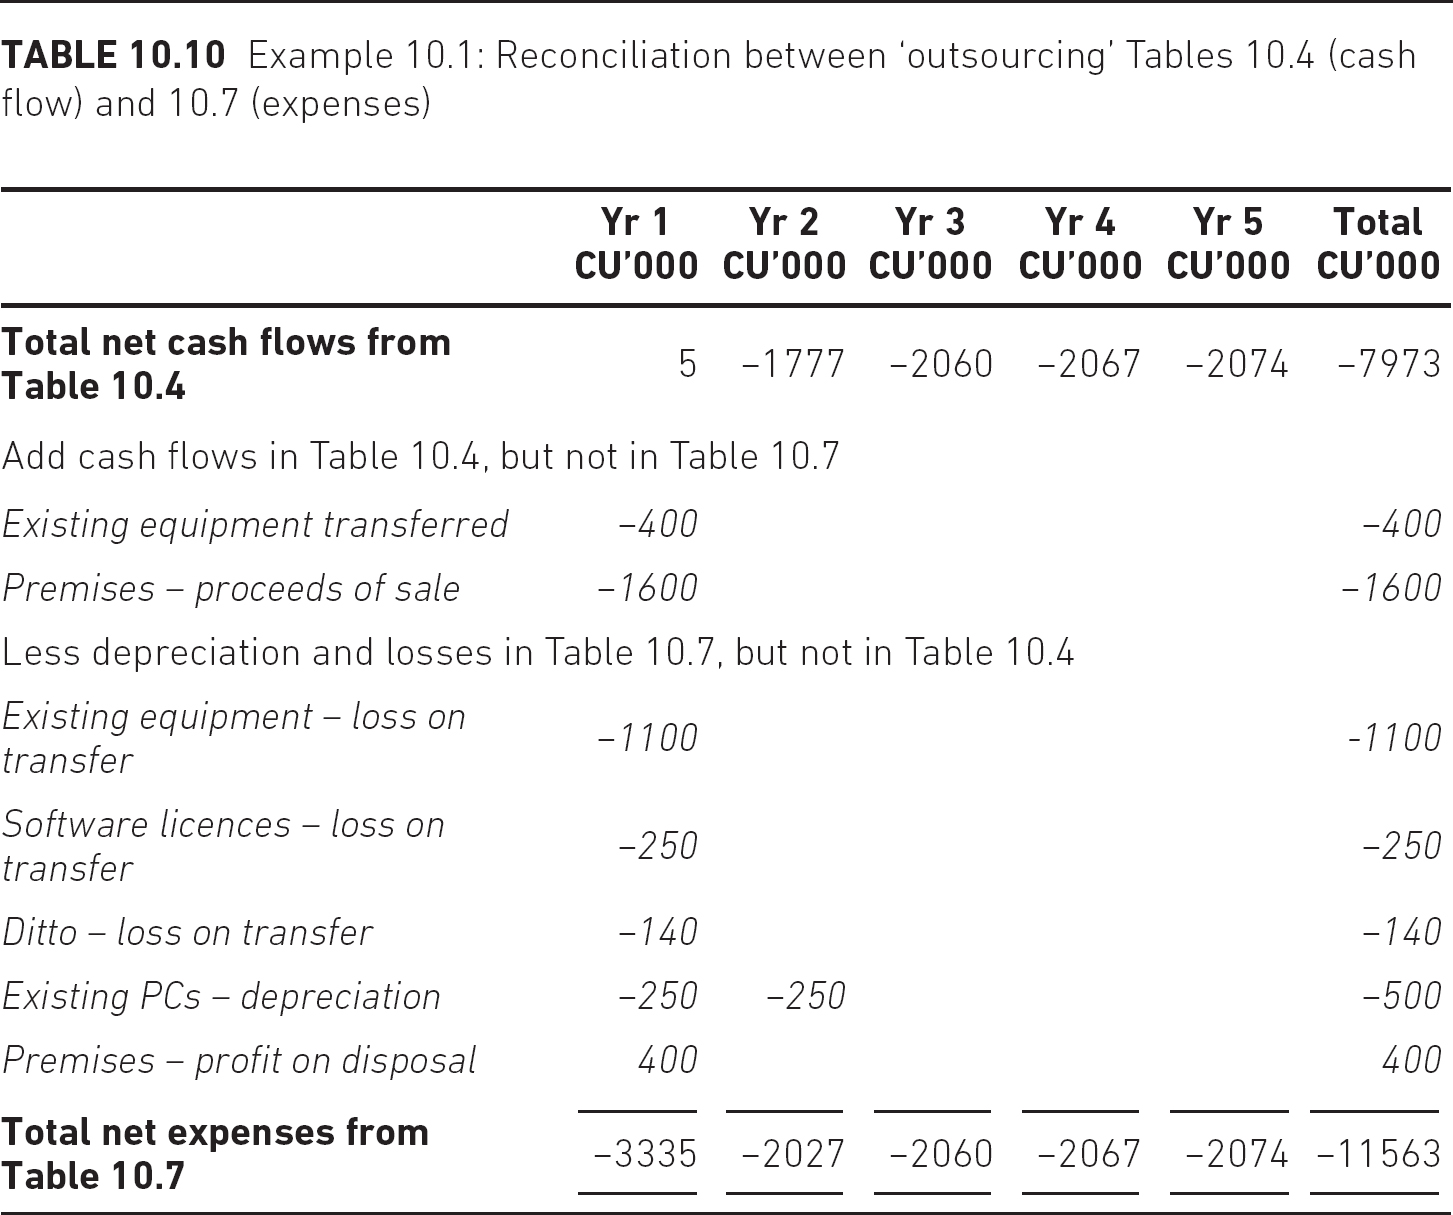 TABLE 10.10 Example 10.1: Reconciliation between ‘outsourcing’ Tables 10.4 (cash
flow) and 10.7 (expenses)
Yr 1 Yr 2 Yr 3 Yr 4 Yr 5 Total
CU’000 CU’000 CU’000 CU’000 CU’000 CU’000
Total net cash flows from
Table 10.4 5 –1777 –2060 –2067 –2074 –7973
Add cash flows in Table 10.4, but not in Table 10.7
Existing equipment transferred –400 –400
Premises – proceeds of sale –1600 –1600
Less depreciation and losses in Table 10.7, but not in Table 10.4
Existing equipment – loss on
transfer –1100 -1100
Software licences – loss on
transfer –250 –250
Ditto – loss on transfer –140 –140
Existing PCs – depreciation –250 –250 –500
Premises – profit on disposal 400 400
Total net expenses from
Table 10.7 –3335 –2027 –2060 –2067 –2074 –11563